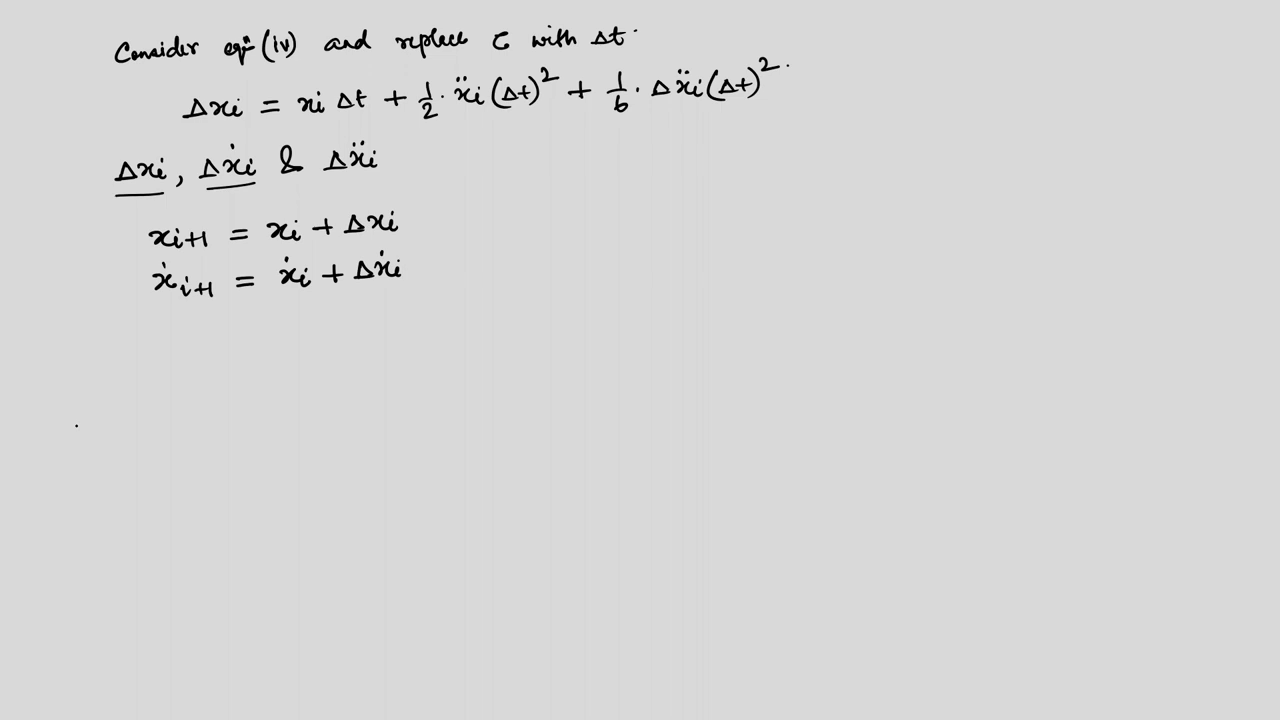 Consider eqⁿ (iv) and replace τ with Δt.
Δxi = xi Δt + 1/2 · ẍi (Δt)² + 1/6 · Δẍi (Δt)².
Δxi, Δẋi & Δẍi
xi+1 = xi + Δxi
ẋi+1 = ẋi + Δẋi